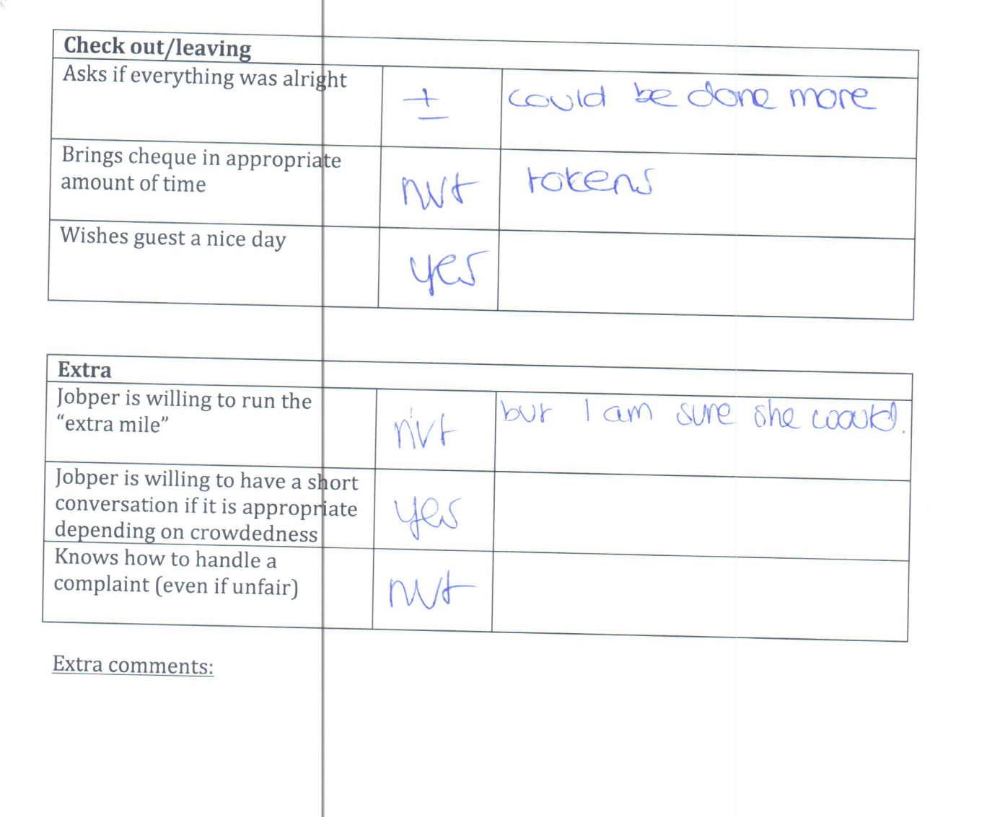 Check out/leaving
Asks if everything was alright
±
could be done more
Brings cheque in appropriate
amount of time
nvt
tokens
Wishes guest a nice day
yes
Extra
Jobper is willing to run the
“extra mile”
nvt
but I am sure she would.
Jobper is willing to have a short
conversation if it is appropriate
depending on crowdedness
yes
Knows how to handle a
complaint (even if unfair)
nvt
Extra comments: